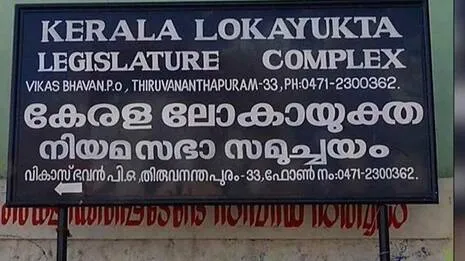 KERALA LOKAYUKTA
LEGISLATURE COMPLEX
VIKAS BHAVAN.P.o, THIRUVANANTHAPURAM-33, PH:0471-2300362.
കേരള ലോകായുക്ത
നിയമസഭാ സമുച്ചയം
വികാസ് ഭവൻ പി.ഒ, തിരുവനന്തപുരം-33, ഫോൺ നം:0471-2300362.